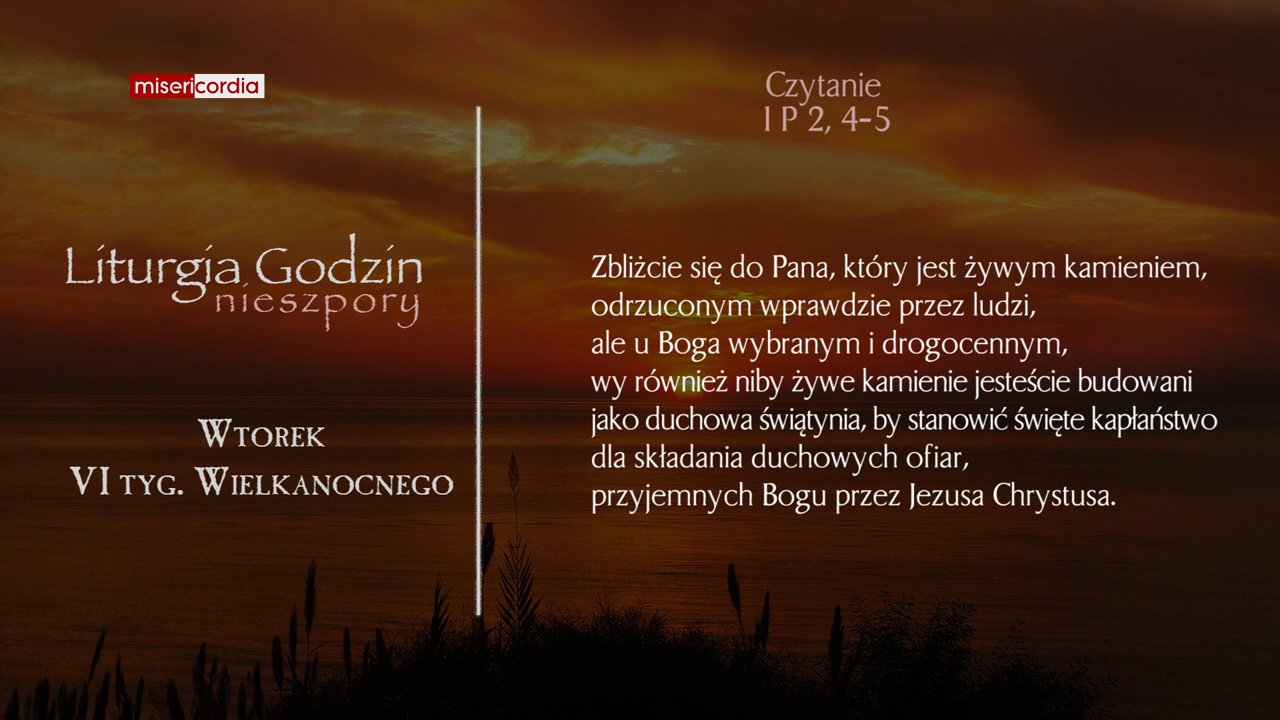 misericordia
Liturgia Godzin
nieszpory
Wtorek
VI tyg. Wielkanocnego
Czytanie
1 P 2, 4-5
Zbliżcie się do Pana, który jest żywym kamieniem,
odrzuconym wprawdzie przez ludzi,
ale u Boga wybranym i drogocennym,
wy również niby żywe kamienie jesteście budowani
jako duchowa świątynia, by stanowić święte kapłaństwo
dla składania duchowych ofiar,
przyjemnych Bogu przez Jezusa Chrystusa.